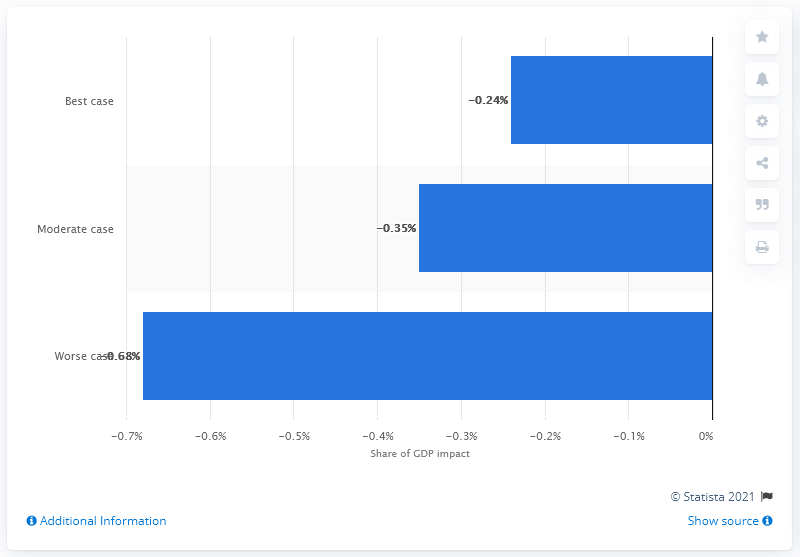 Best case
-0.24%
Moderate case
-0.35%
Worse case
-0.68%
-0.7% -0.6% -0.5% -0.4% -0.3% -0.2% -0.1% 0%
Share of GDP impact
© Statista 2021
Additional Information
Show source